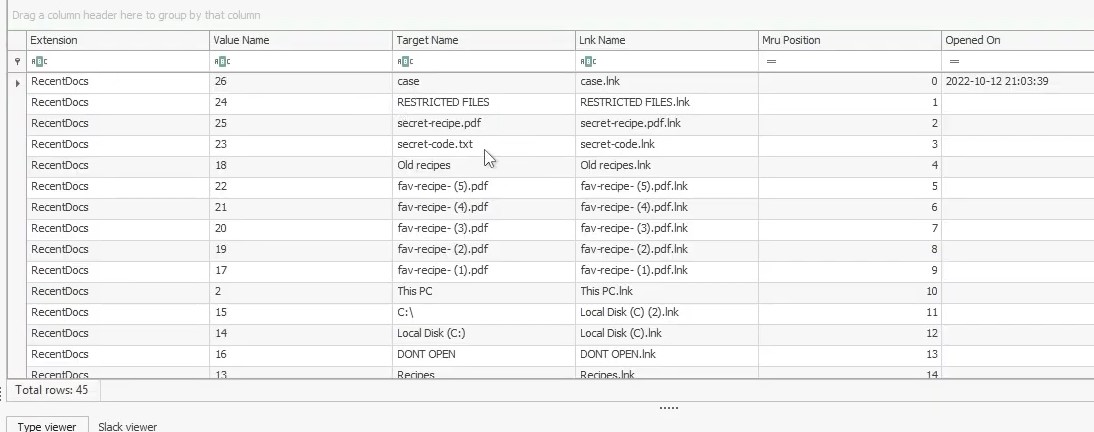 Drag a column header here to group by that column
Extension Value Name Target Name Lnk Name Mru Position Opened On
ABC ABC ABC ABC = =
RecentDocs 26 case case.lnk 0 2022-10-12 21:03:39
RecentDocs 24 RESTRICTED FILES RESTRICTED FILES.lnk 1
RecentDocs 25 secret-recipe.pdf secret-recipe.pdf.lnk 2
RecentDocs 23 secret-code.txt secret-code.lnk 3
RecentDocs 18 Old recipes Old recipes.lnk 4
RecentDocs 22 fav-recipe- (5).pdf fav-recipe- (5).pdf.lnk 5
RecentDocs 21 fav-recipe- (4).pdf fav-recipe- (4).pdf.lnk 6
RecentDocs 20 fav-recipe- (3).pdf fav-recipe- (3).pdf.lnk 7
RecentDocs 19 fav-recipe- (2).pdf fav-recipe- (2).pdf.lnk 8
RecentDocs 17 fav-recipe- (1).pdf fav-recipe- (1).pdf.lnk 9
RecentDocs 2 This PC This PC.lnk 10
RecentDocs 15 C:\ Local Disk (C) (2).lnk 11
RecentDocs 14 Local Disk (C:) Local Disk (C).lnk 12
RecentDocs 16 DONT OPEN DONT OPEN.lnk 13
RecentDocs 13 Recipes Recipes.lnk 14
Total rows: 45
Type viewer Slack viewer